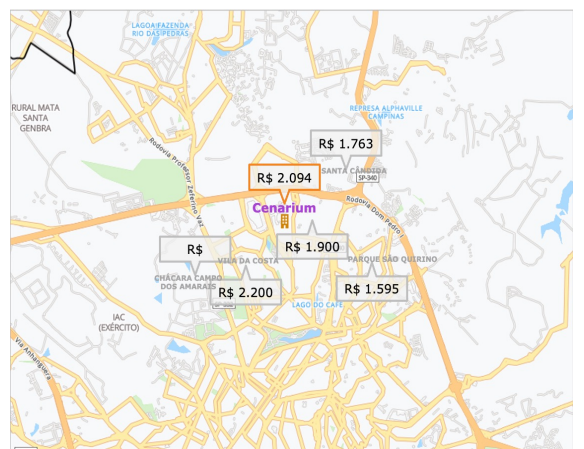 LAGOA FAZENDA
RIO DAS PEDRAS
RURAL MATA
SANTA
GENBRA
REPRESA ALPHAVILLE
CAMPINAS
Rodovia Professor Zeferino Vaz
R$ 1.763
SANTA CÂNDIDA
SP-340
R$ 2.094
Cenarium
Rodovia Dom Pedro I
R$
R$ 1.900
VILA DA COSTA
PARQUE SÃO QUIRINO
CHÁCARA CAMPO
DOS AMARAIS
R$ 2.200
R$ 1.595
LAGO DO CAFÉ
IAC
(EXÉRCITO)
Via Anhanguera